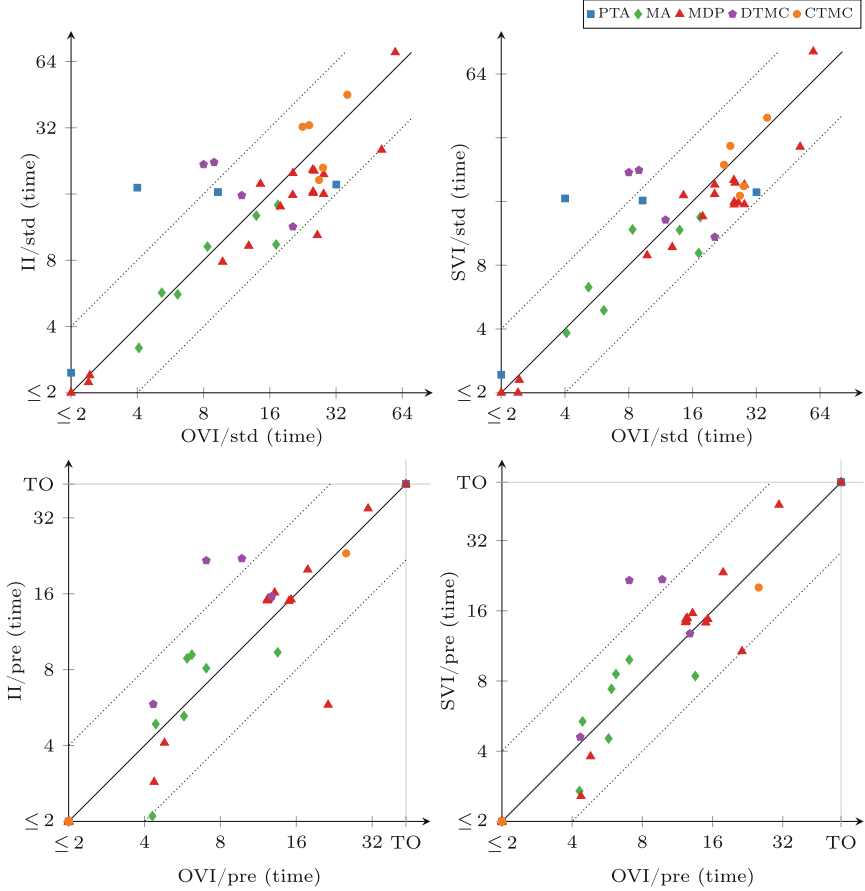 PTA MA MDP DTMC CTMC
64
32
8
4
≤ 2
II/std (time)
≤ 2 4 8 16 32 64
OVI/std (time)
64
8
4
≤ 2
SVI/std (time)
≤ 2 4 8 16 32 64
OVI/std (time)
TO
32
16
8
4
≤ 2
II/pre (time)
≤ 2 4 16 32 TO
OVI/pre (time)
TO
32
16
8
4
≤ 2
SVI/pre (time)
≤ 2 4 8 16 32 TO
OVI/pre (time)